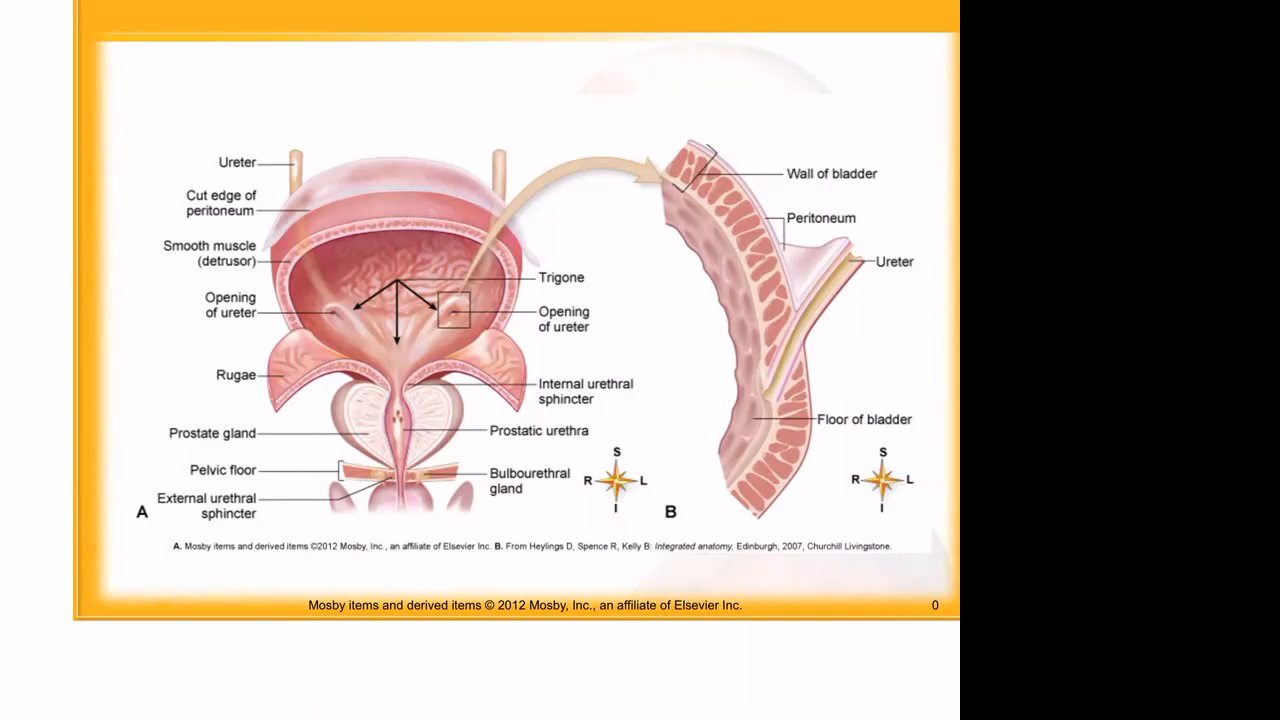 Ureter
Cut edge of
peritoneum
Smooth muscle
(detrusor)
Opening
of ureter
Rugae
Prostate gland
Pelvic floor
External urethral
sphincter
A
Trigone
Opening
of ureter
Internal urethral
sphincter
Prostatic urethra
Bulbourethral
gland
S
R
L
I
Wall of bladder
Peritoneum
Ureter
Floor of bladder
S
R
L
I
B
A. Mosby items and derived items ©2012 Mosby, Inc., an affiliate of Elsevier Inc. B. From Heylings D, Spence R, Kelly B: Integrated anatomy, Edinburgh, 2007, Churchill Livingstone.
Mosby items and derived items © 2012 Mosby, Inc., an affiliate of Elsevier Inc.
0